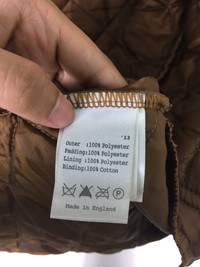 '13
Outer :100% Polyester
Padding:100% Polyester
Lining :100% Polyester
Binding:100% Cotton
P
Made in England